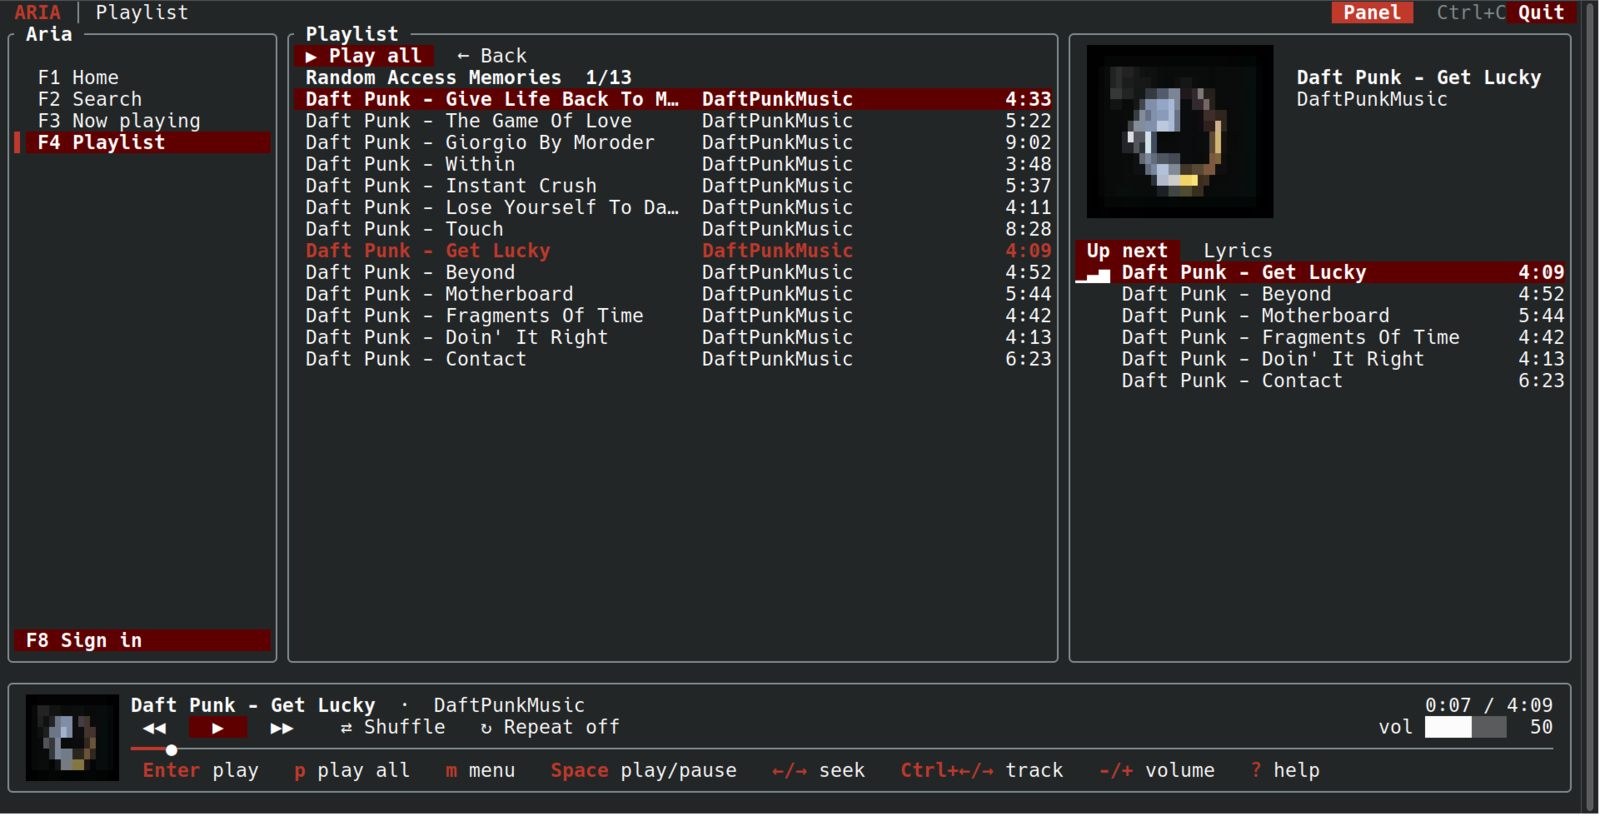 ARIA │ Playlist
Panel Ctrl+C Quit
Aria
F1 Home
F2 Search
F3 Now playing
F4 Playlist
F8 Sign in
Playlist
▶ Play all ← Back
Random Access Memories 1/13
Daft Punk - Give Life Back To M… DaftPunkMusic 4:33
Daft Punk - The Game Of Love DaftPunkMusic 5:22
Daft Punk - Giorgio By Moroder DaftPunkMusic 9:02
Daft Punk - Within DaftPunkMusic 3:48
Daft Punk - Instant Crush DaftPunkMusic 5:37
Daft Punk - Lose Yourself To Da… DaftPunkMusic 4:11
Daft Punk - Touch DaftPunkMusic 8:28
Daft Punk - Get Lucky DaftPunkMusic 4:09
Daft Punk - Beyond DaftPunkMusic 4:52
Daft Punk - Motherboard DaftPunkMusic 5:44
Daft Punk - Fragments Of Time DaftPunkMusic 4:42
Daft Punk - Doin' It Right DaftPunkMusic 4:13
Daft Punk - Contact DaftPunkMusic 6:23
Daft Punk - Get Lucky
DaftPunkMusic
Up next Lyrics
Daft Punk - Get Lucky 4:09
Daft Punk - Beyond 4:52
Daft Punk - Motherboard 5:44
Daft Punk - Fragments Of Time 4:42
Daft Punk - Doin' It Right 4:13
Daft Punk - Contact 6:23
Daft Punk - Get Lucky · DaftPunkMusic 0:07 / 4:09
◀◀ ▶ ▶▶ ⇄ Shuffle ↻ Repeat off vol 50
Enter play p play all m menu Space play/pause ←/→ seek Ctrl+←/→ track -/+ volume ? help